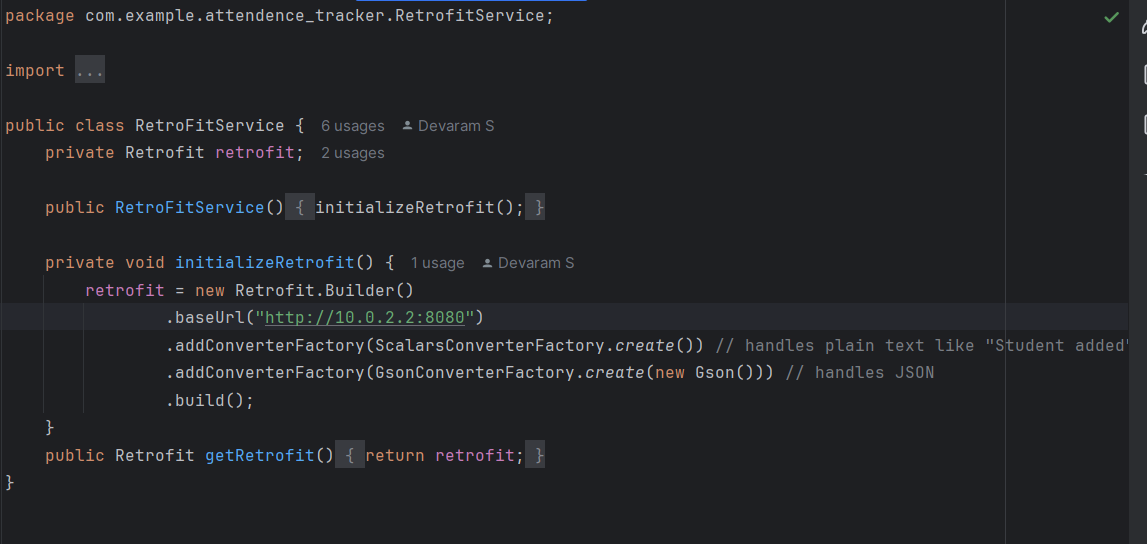 package com.example.attendence_tracker.RetrofitService;
import ...
public class RetroFitService { 6 usages Devaram S
private Retrofit retrofit; 2 usages
public RetroFitService() { initializeRetrofit(); }
private void initializeRetrofit() { 1 usage Devaram S
retrofit = new Retrofit.Builder()
.baseUrl("http://10.0.2.2:8080")
.addConverterFactory(ScalarsConverterFactory.create()) // handles plain text like "Student added"
.addConverterFactory(GsonConverterFactory.create(new Gson())) // handles JSON
.build();
}
public Retrofit getRetrofit() { return retrofit; }
}